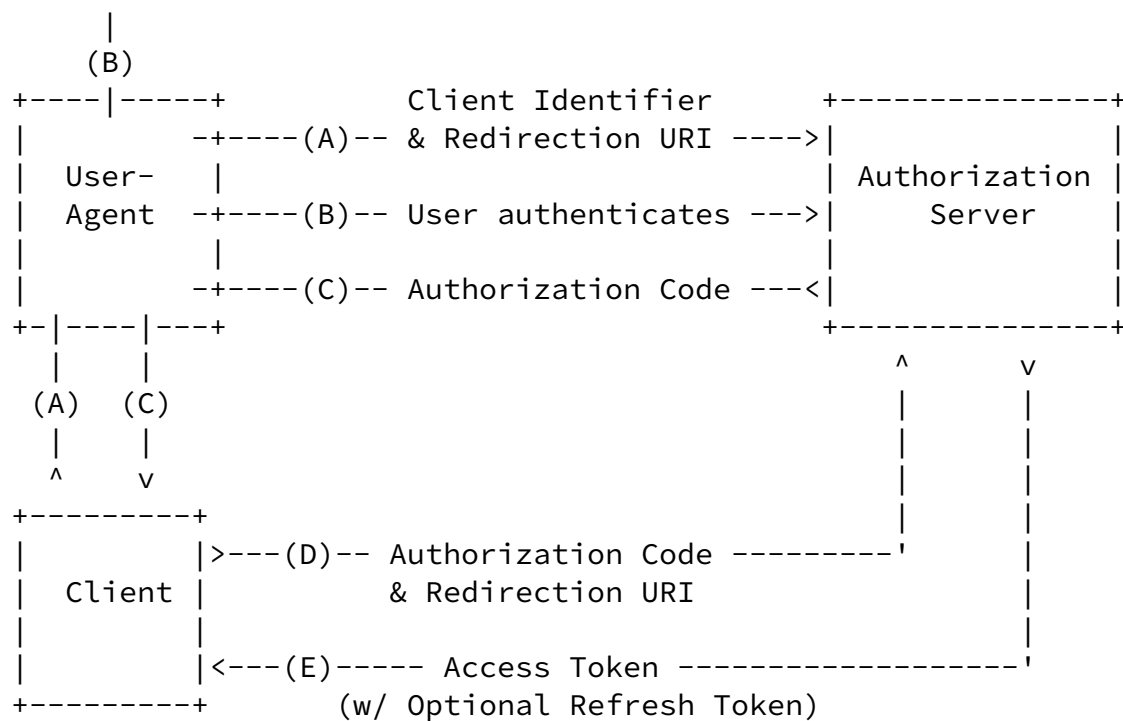 |
    (B)
+----|-----+          Client Identifier      +---------------+
|         -+----(A)-- & Redirection URI ---->|               |
|  User-   |                                 | Authorization |
|  Agent  -+----(B)-- User authenticates --->|     Server    |
|          |                                 |               |
|         -+----(C)-- Authorization Code ---<|               |
+-|----|---+                                 +---------------+
  |    |                                         ^      v
 (A)  (C)                                        |      |
  |    |                                         |      |
  ^    v                                         |      |
+---------+                                      |      |
|         |>---(D)-- Authorization Code ---------'      |
|  Client |          & Redirection URI                  |
|         |                                             |
|         |<---(E)----- Access Token -------------------'
+---------+       (w/ Optional Refresh Token)